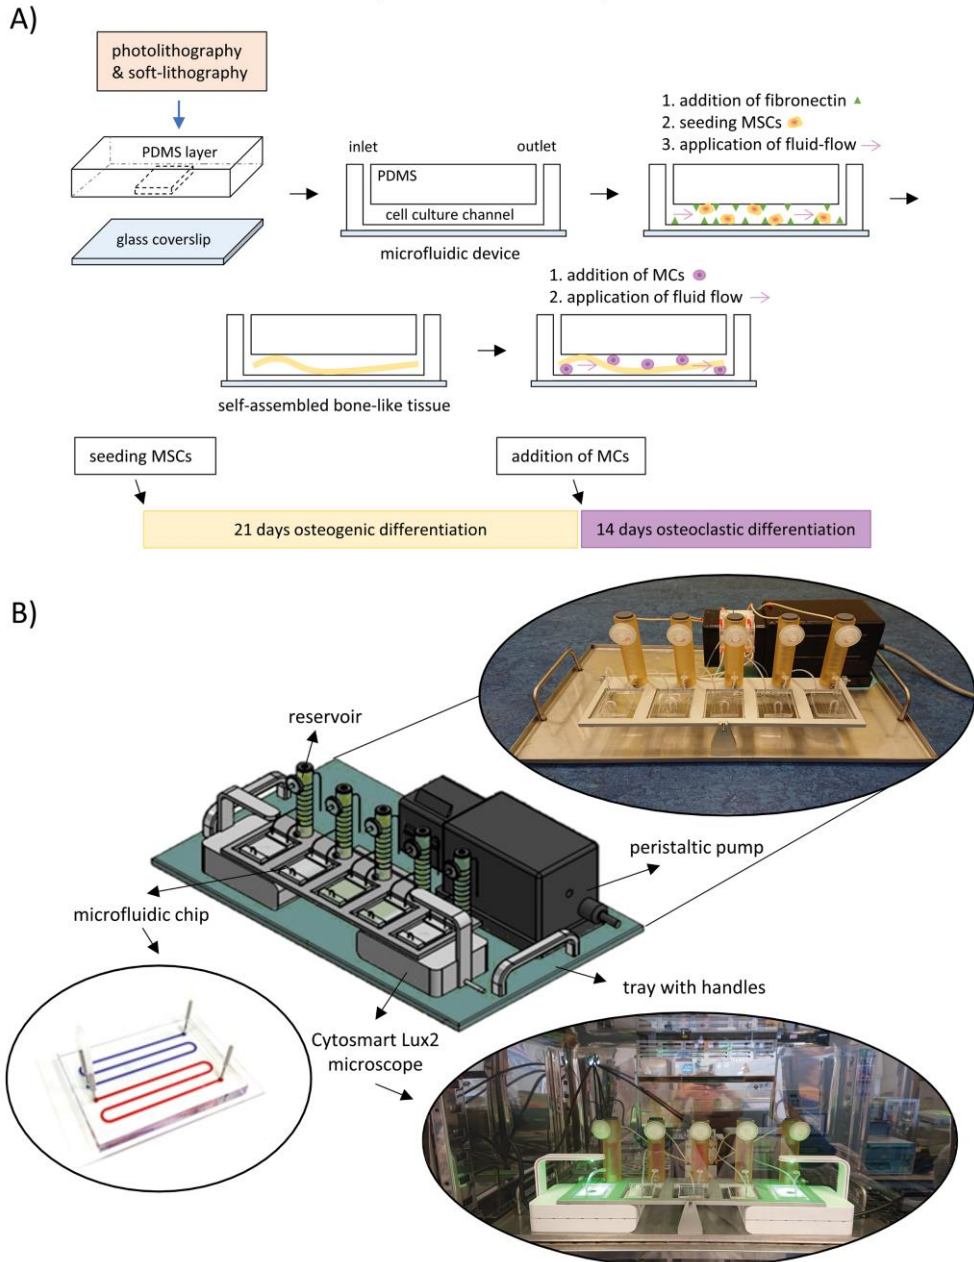 A)
photolithography
& soft-lithography
PDMS layer
glass coverslip
inlet
outlet
PDMS
cell culture channel
microfluidic device
1. addition of fibronectin
2. seeding MSCs
3. application of fluid-flow
1. addition of MCs
2. application of fluid flow
self-assembled bone-like tissue
seeding MSCs
addition of MCs
21 days osteogenic differentiation
14 days osteoclastic differentiation
B)
reservoir
peristaltic pump
microfluidic chip
tray with handles
Cytosmart Lux2
microscope